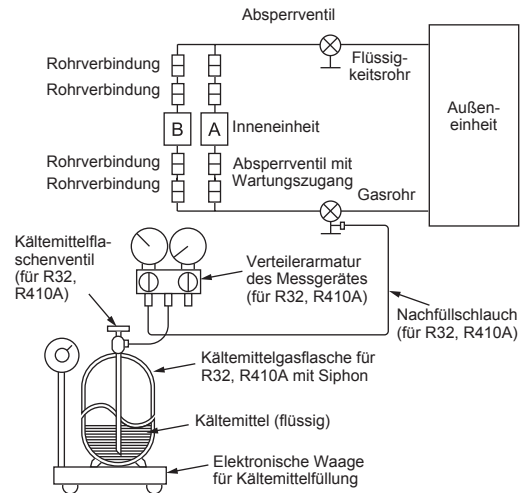 Absperrventil
Flüssig-
keitsrohr
Außen-
einheit
Rohrverbindung
Rohrverbindung
B
A
Inneneinheit
Rohrverbindung
Rohrverbindung
Absperrventil mit
Wartungszugang
Gasrohr
Kältemittelfla-
schenventil
(für R32,
R410A)
Verteilerarmatur
des Messgerätes
(für R32, R410A)
Nachfüllschlauch
(für R32, R410A)
Kältemittelgasflasche für
R32, R410A mit Siphon
Kältemittel (flüssig)
Elektronische Waage
für Kältemittelfüllung